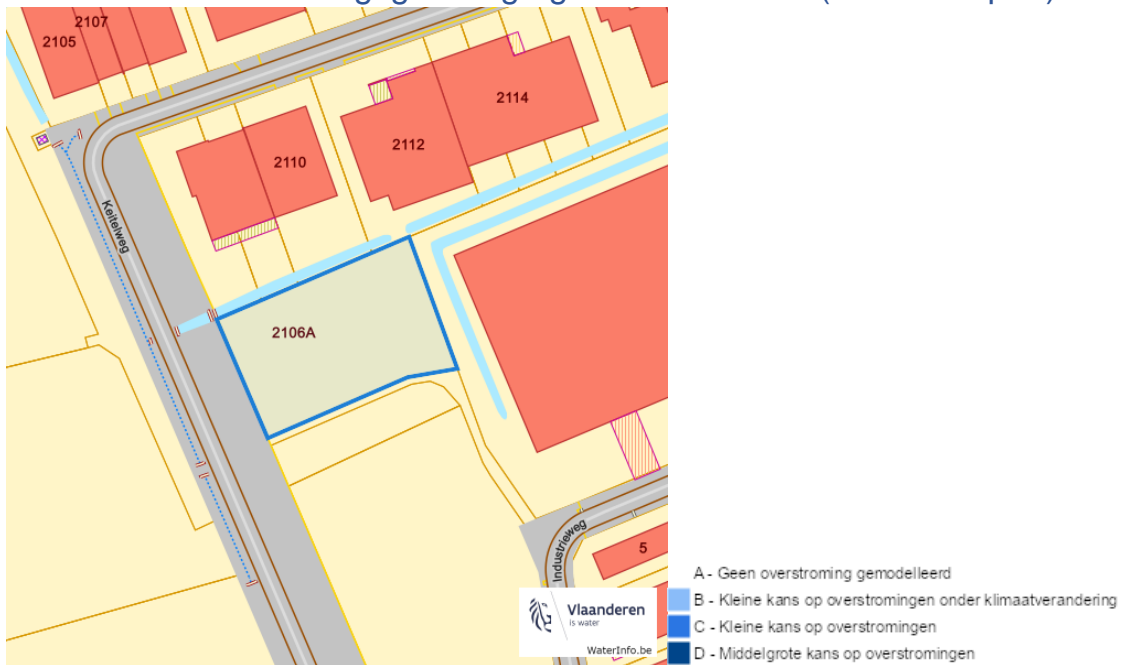 2107
2105
2114
2112
2110
Keitelweg
2106A
Industrieweg
5
Vlaanderen
is water
WaterInfo.be
A - Geen overstroming gemodelleerd
B - Kleine kans op overstromingen onder klimaatverandering
C - Kleine kans op overstromingen
D - Middelgrote kans op overstromingen